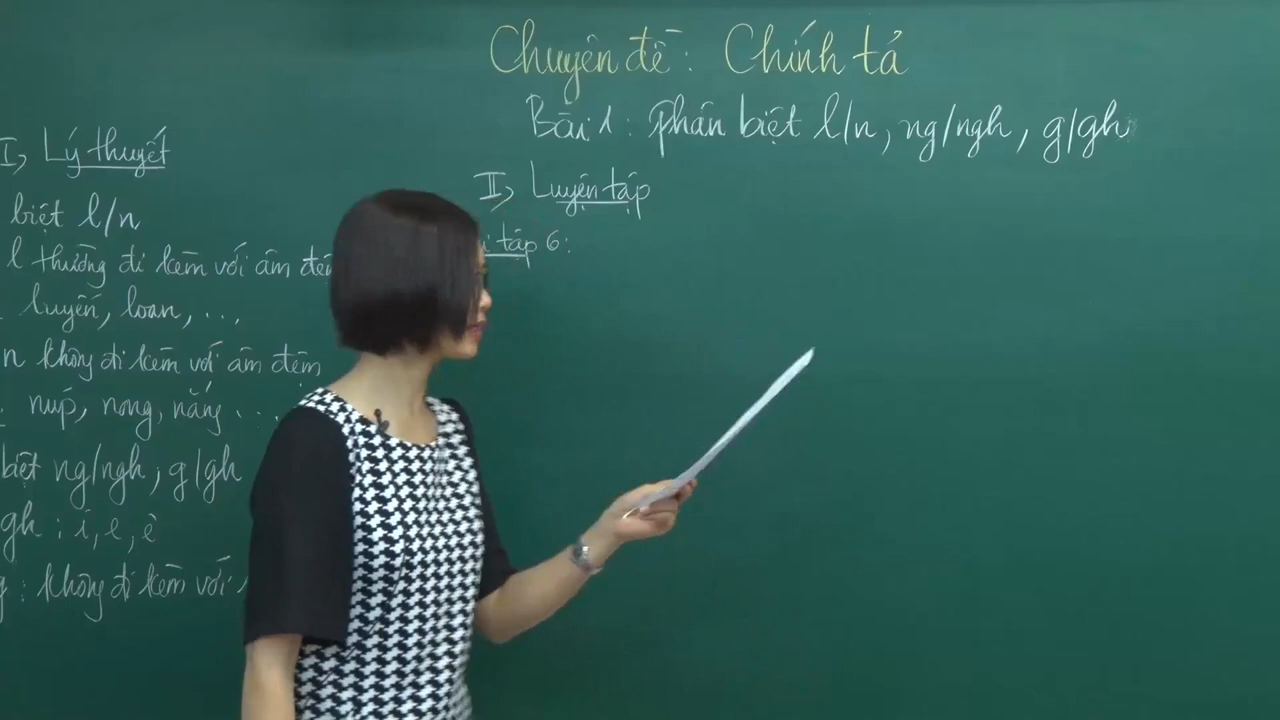 Chuyên đề: Chính tả
Bài 1: phân biệt l/n, ng/ngh, g/gh
I, Lý thuyết
biệt l/n
l thường đi kèm với âm đệ
luyến, loan, ...
n không đi kèm với âm đệm
núp, nong, nắng ...
biệt ng/ngh, g/gh
gh: i, e, ê
g: không đi kèm với
II, Luyện tập
i tập 6: